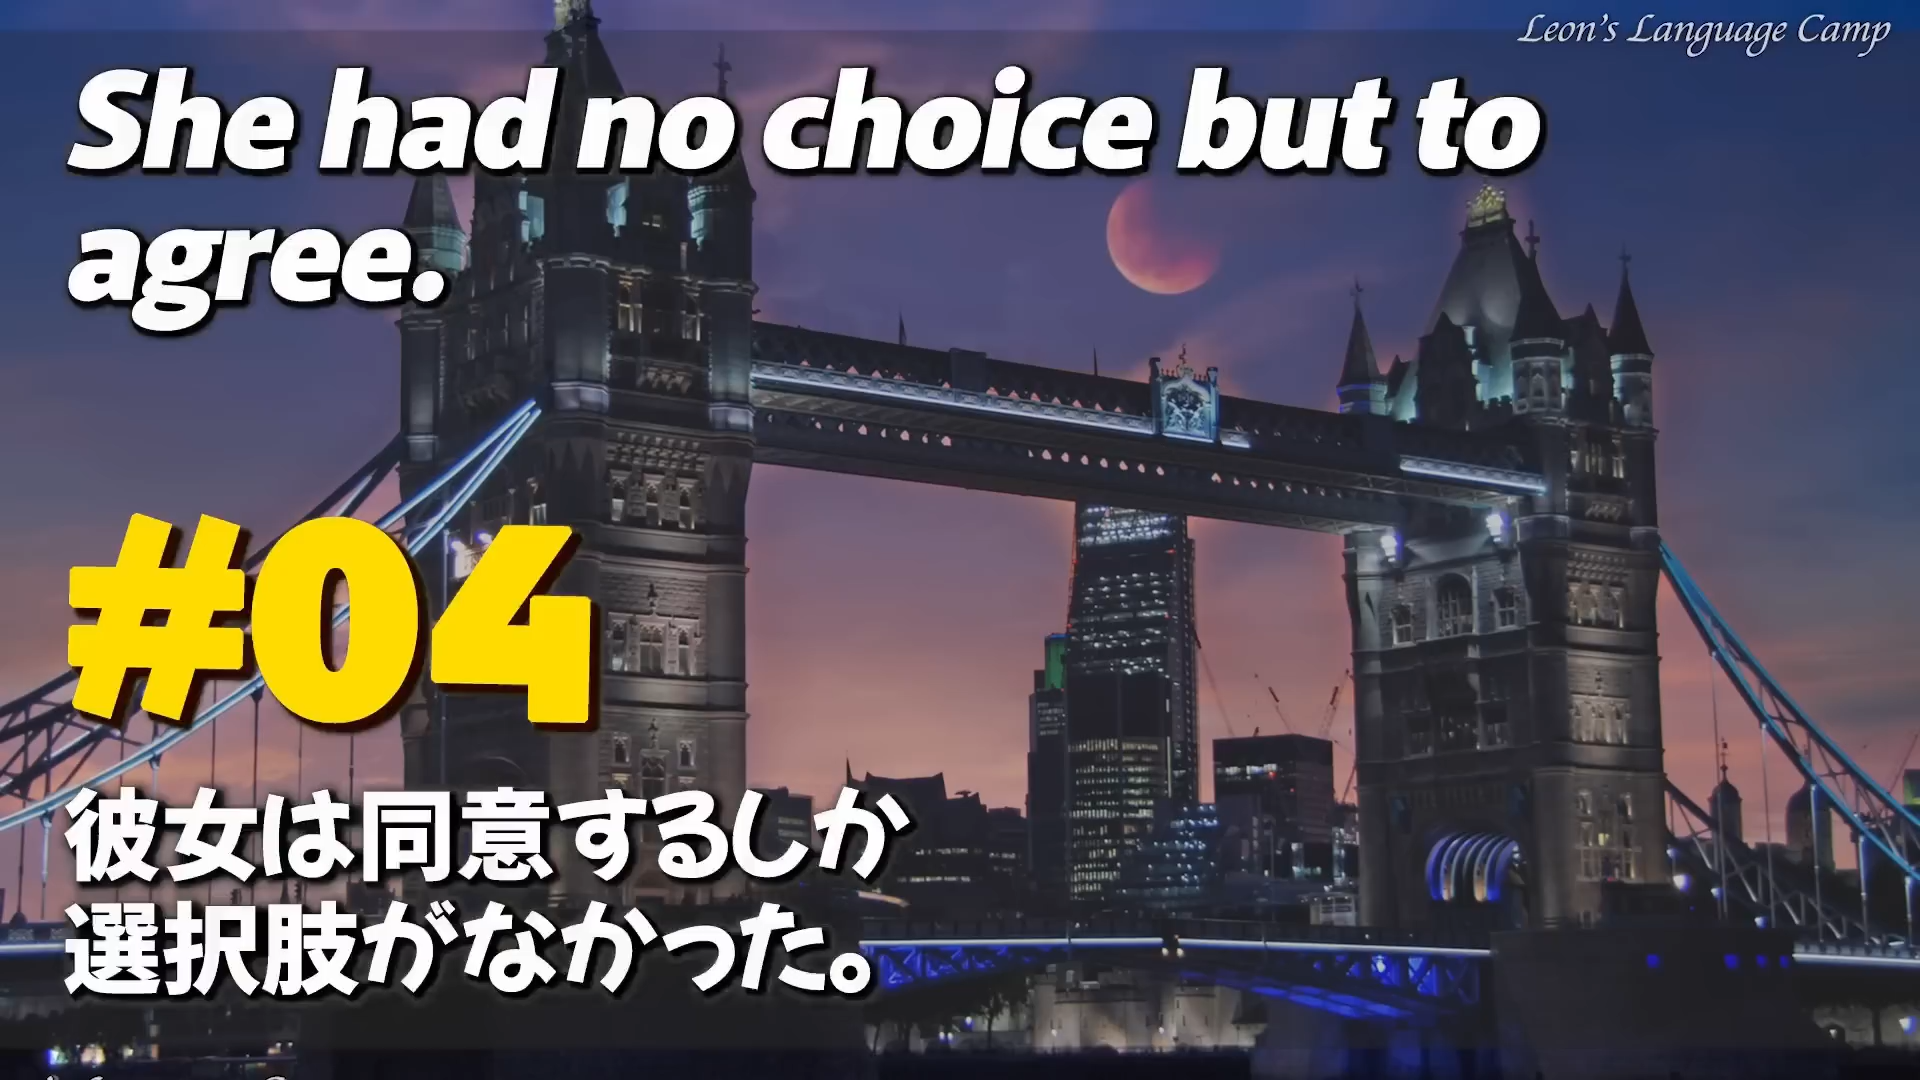 Leon's Language Camp
She had no choice but to
agree.
#04
彼女は同意するしか
選択肢がなかった。